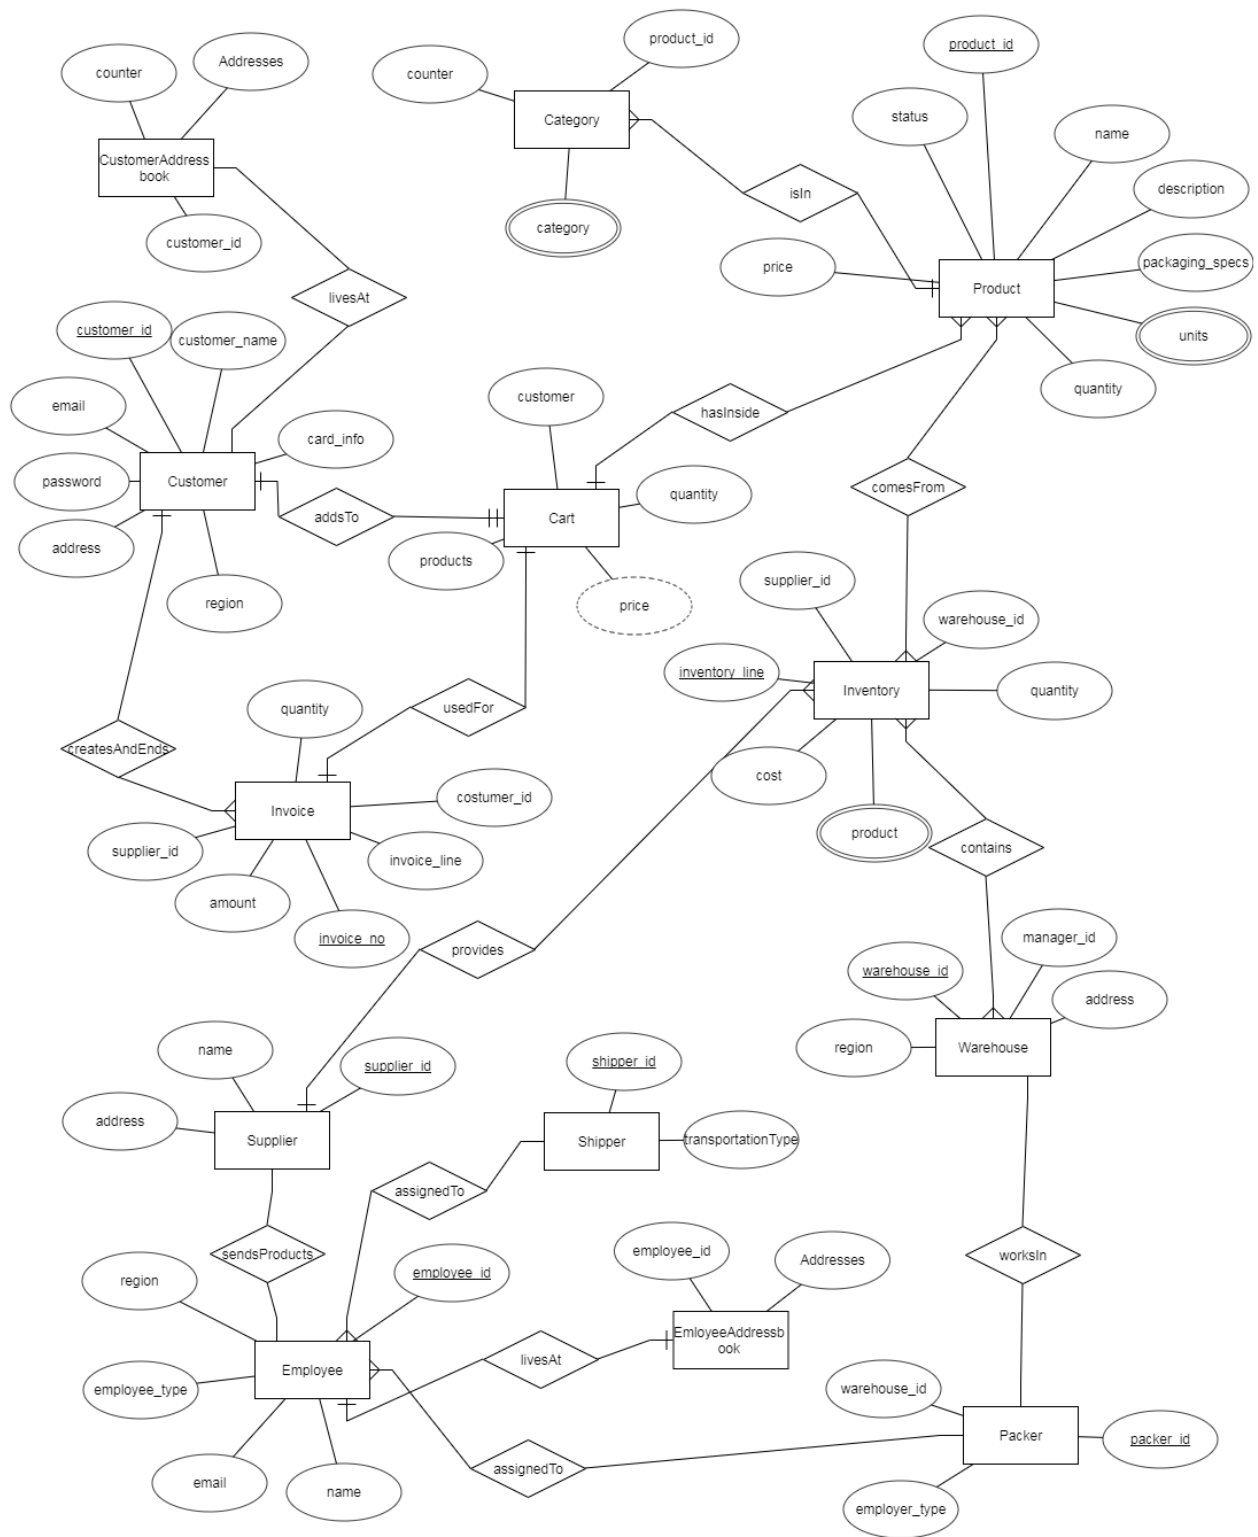 product_id
product_id
Addresses
counter
counter
status
Category
name
CustomerAddress
book
description
isIn
category
customer_id
packaging_specs
price
Product
livesAt
customer_id
customer_name
units
quantity
customer
email
hasInside
card_info
Customer
password
comesFrom
quantity
addsTo
Cart
address
products
supplier_id
region
price
warehouse_id
inventory_line
Inventory
quantity
quantity
usedFor
createsAndEnds
cost
costumer_id
Invoice
product
contains
supplier_id
invoice_line
amount
invoice_no
manager_id
provides
warehouse_id
address
region
Warehouse
name
shipper_id
supplier_id
address
Supplier
Shipper
transportationType
assignedTo
employee_id
sendsProducts
worksIn
Addresses
region
employee_id
EmloyeeAddressb
ook
livesAt
Employee
employee_type
warehouse_id
Packer
packer_id
assignedTo
email
name
employer_type